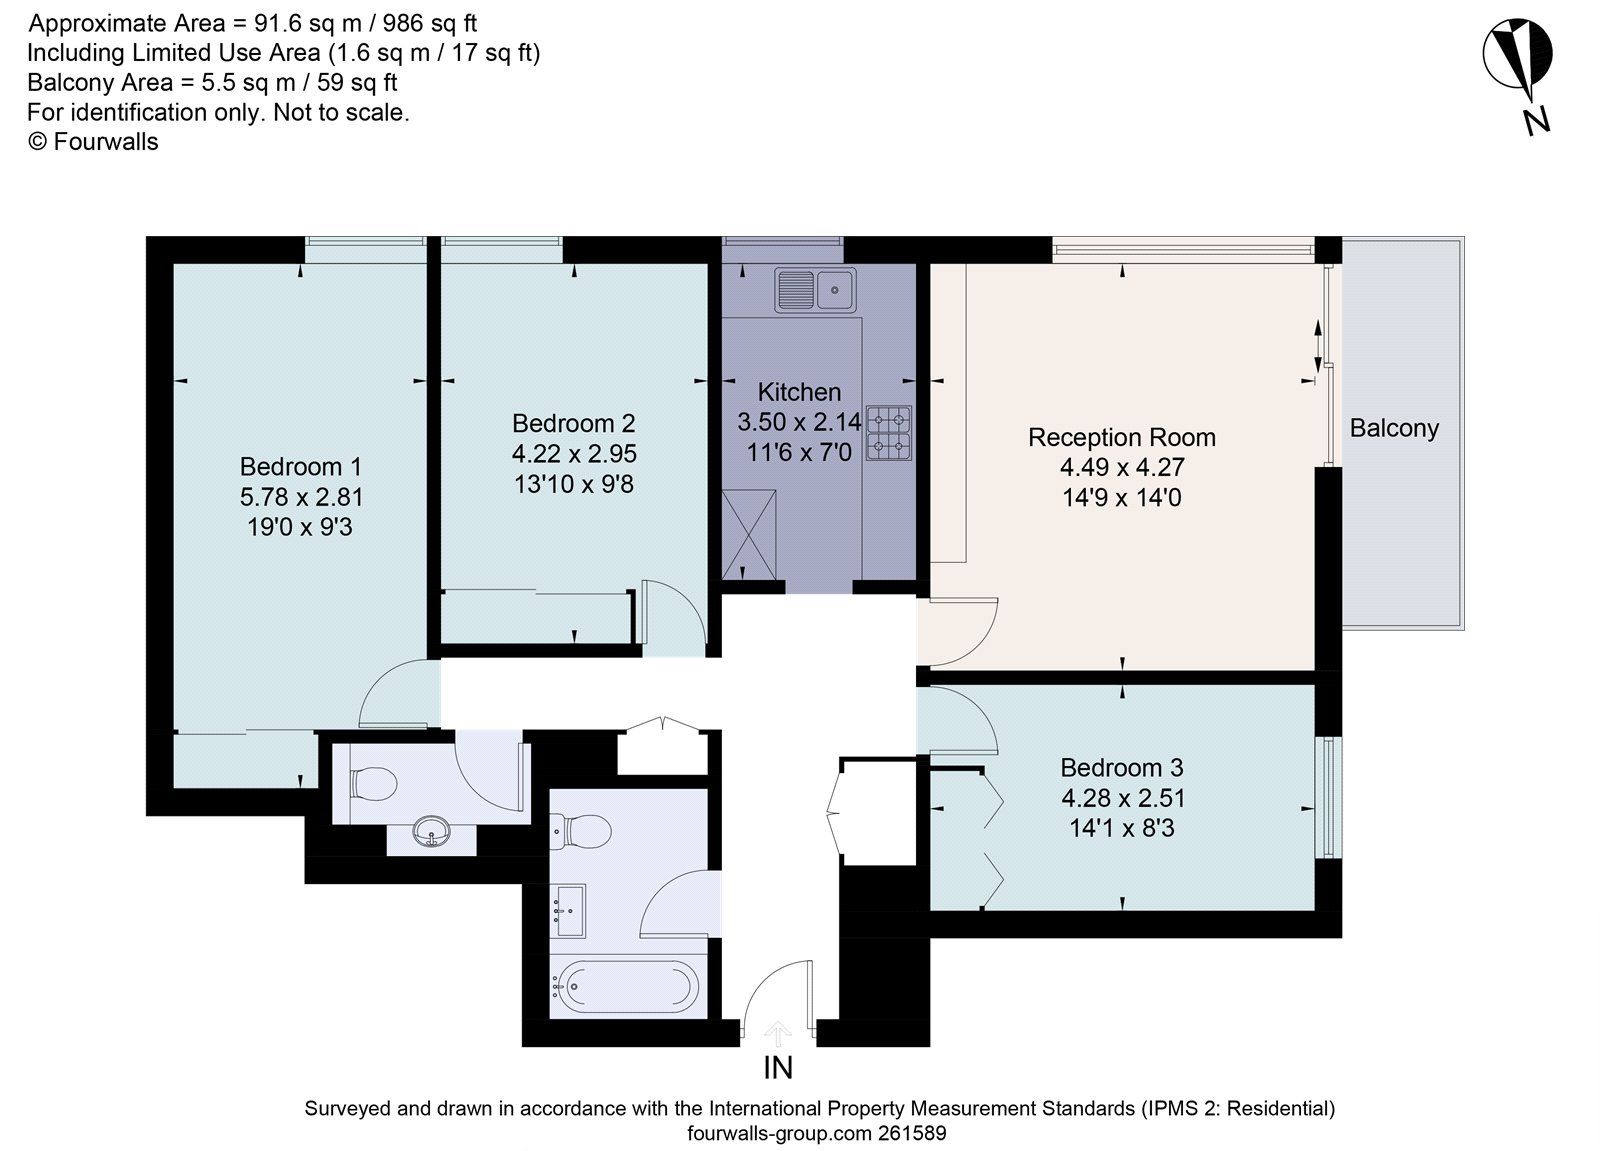 Approximate Area = 91.6 sq m / 986 sq ft
Including Limited Use Area (1.6 sq m / 17 sq ft)
Balcony Area = 5.5 sq m / 59 sq ft
For identification only. Not to scale.
© Fourwalls
N
Bedroom 1
5.78 x 2.81
19'0 x 9'3
Bedroom 2
4.22 x 2.95
13'10 x 9'8
Kitchen
3.50 x 2.14
11'6 x 7'0
Reception Room
4.49 x 4.27
14'9 x 14'0
Balcony
Bedroom 3
4.28 x 2.51
14'1 x 8'3
IN
Surveyed and drawn in accordance with the International Property Measurement Standards (IPMS 2: Residential)
fourwalls-group.com 261589